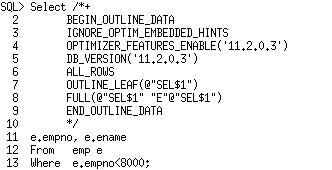 SQL> Select /*+
2 BEGIN_OUTLINE_DATA
3 IGNORE_OPTIM_EMBEDDED_HINTS
4 OPTIMIZER_FEATURES_ENABLE('11.2.0.3')
5 DB_VERSION('11.2.0.3')
6 ALL_ROWS
7 OUTLINE_LEAF(@"SEL$1")
8 FULL(@"SEL$1" "E"@"SEL$1")
9 END_OUTLINE_DATA
10 */
11 e.empno, e.ename
12 From emp e
13 Where e.empno<8000;